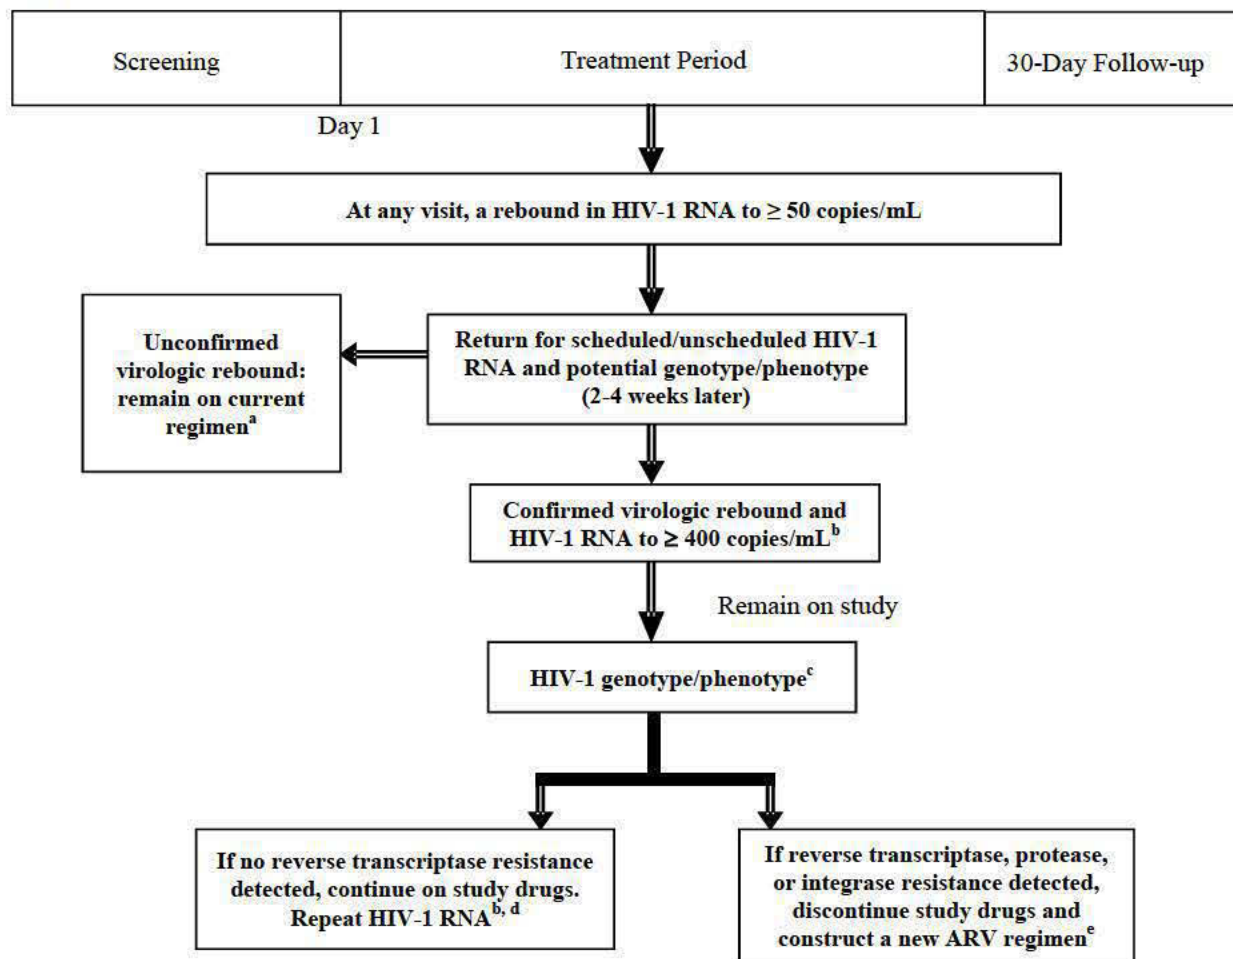 Screening
Treatment Period
30-Day Follow-up
Day 1
At any visit, a rebound in HIV-1 RNA to ≥ 50 copies/mL
Unconfirmed
virologic rebound:
remain on current
regimenᵃ
Return for scheduled/unscheduled HIV-1
RNA and potential genotype/phenotype
(2-4 weeks later)
Confirmed virologic rebound and
HIV-1 RNA to ≥ 400 copies/mLᵇ
Remain on study
HIV-1 genotype/phenotypeᶜ
If no reverse transcriptase resistance
detected, continue on study drugs.
Repeat HIV-1 RNAᵇ, ᵈ
If reverse transcriptase, protease,
or integrase resistance detected,
discontinue study drugs and
construct a new ARV regimenᵉ